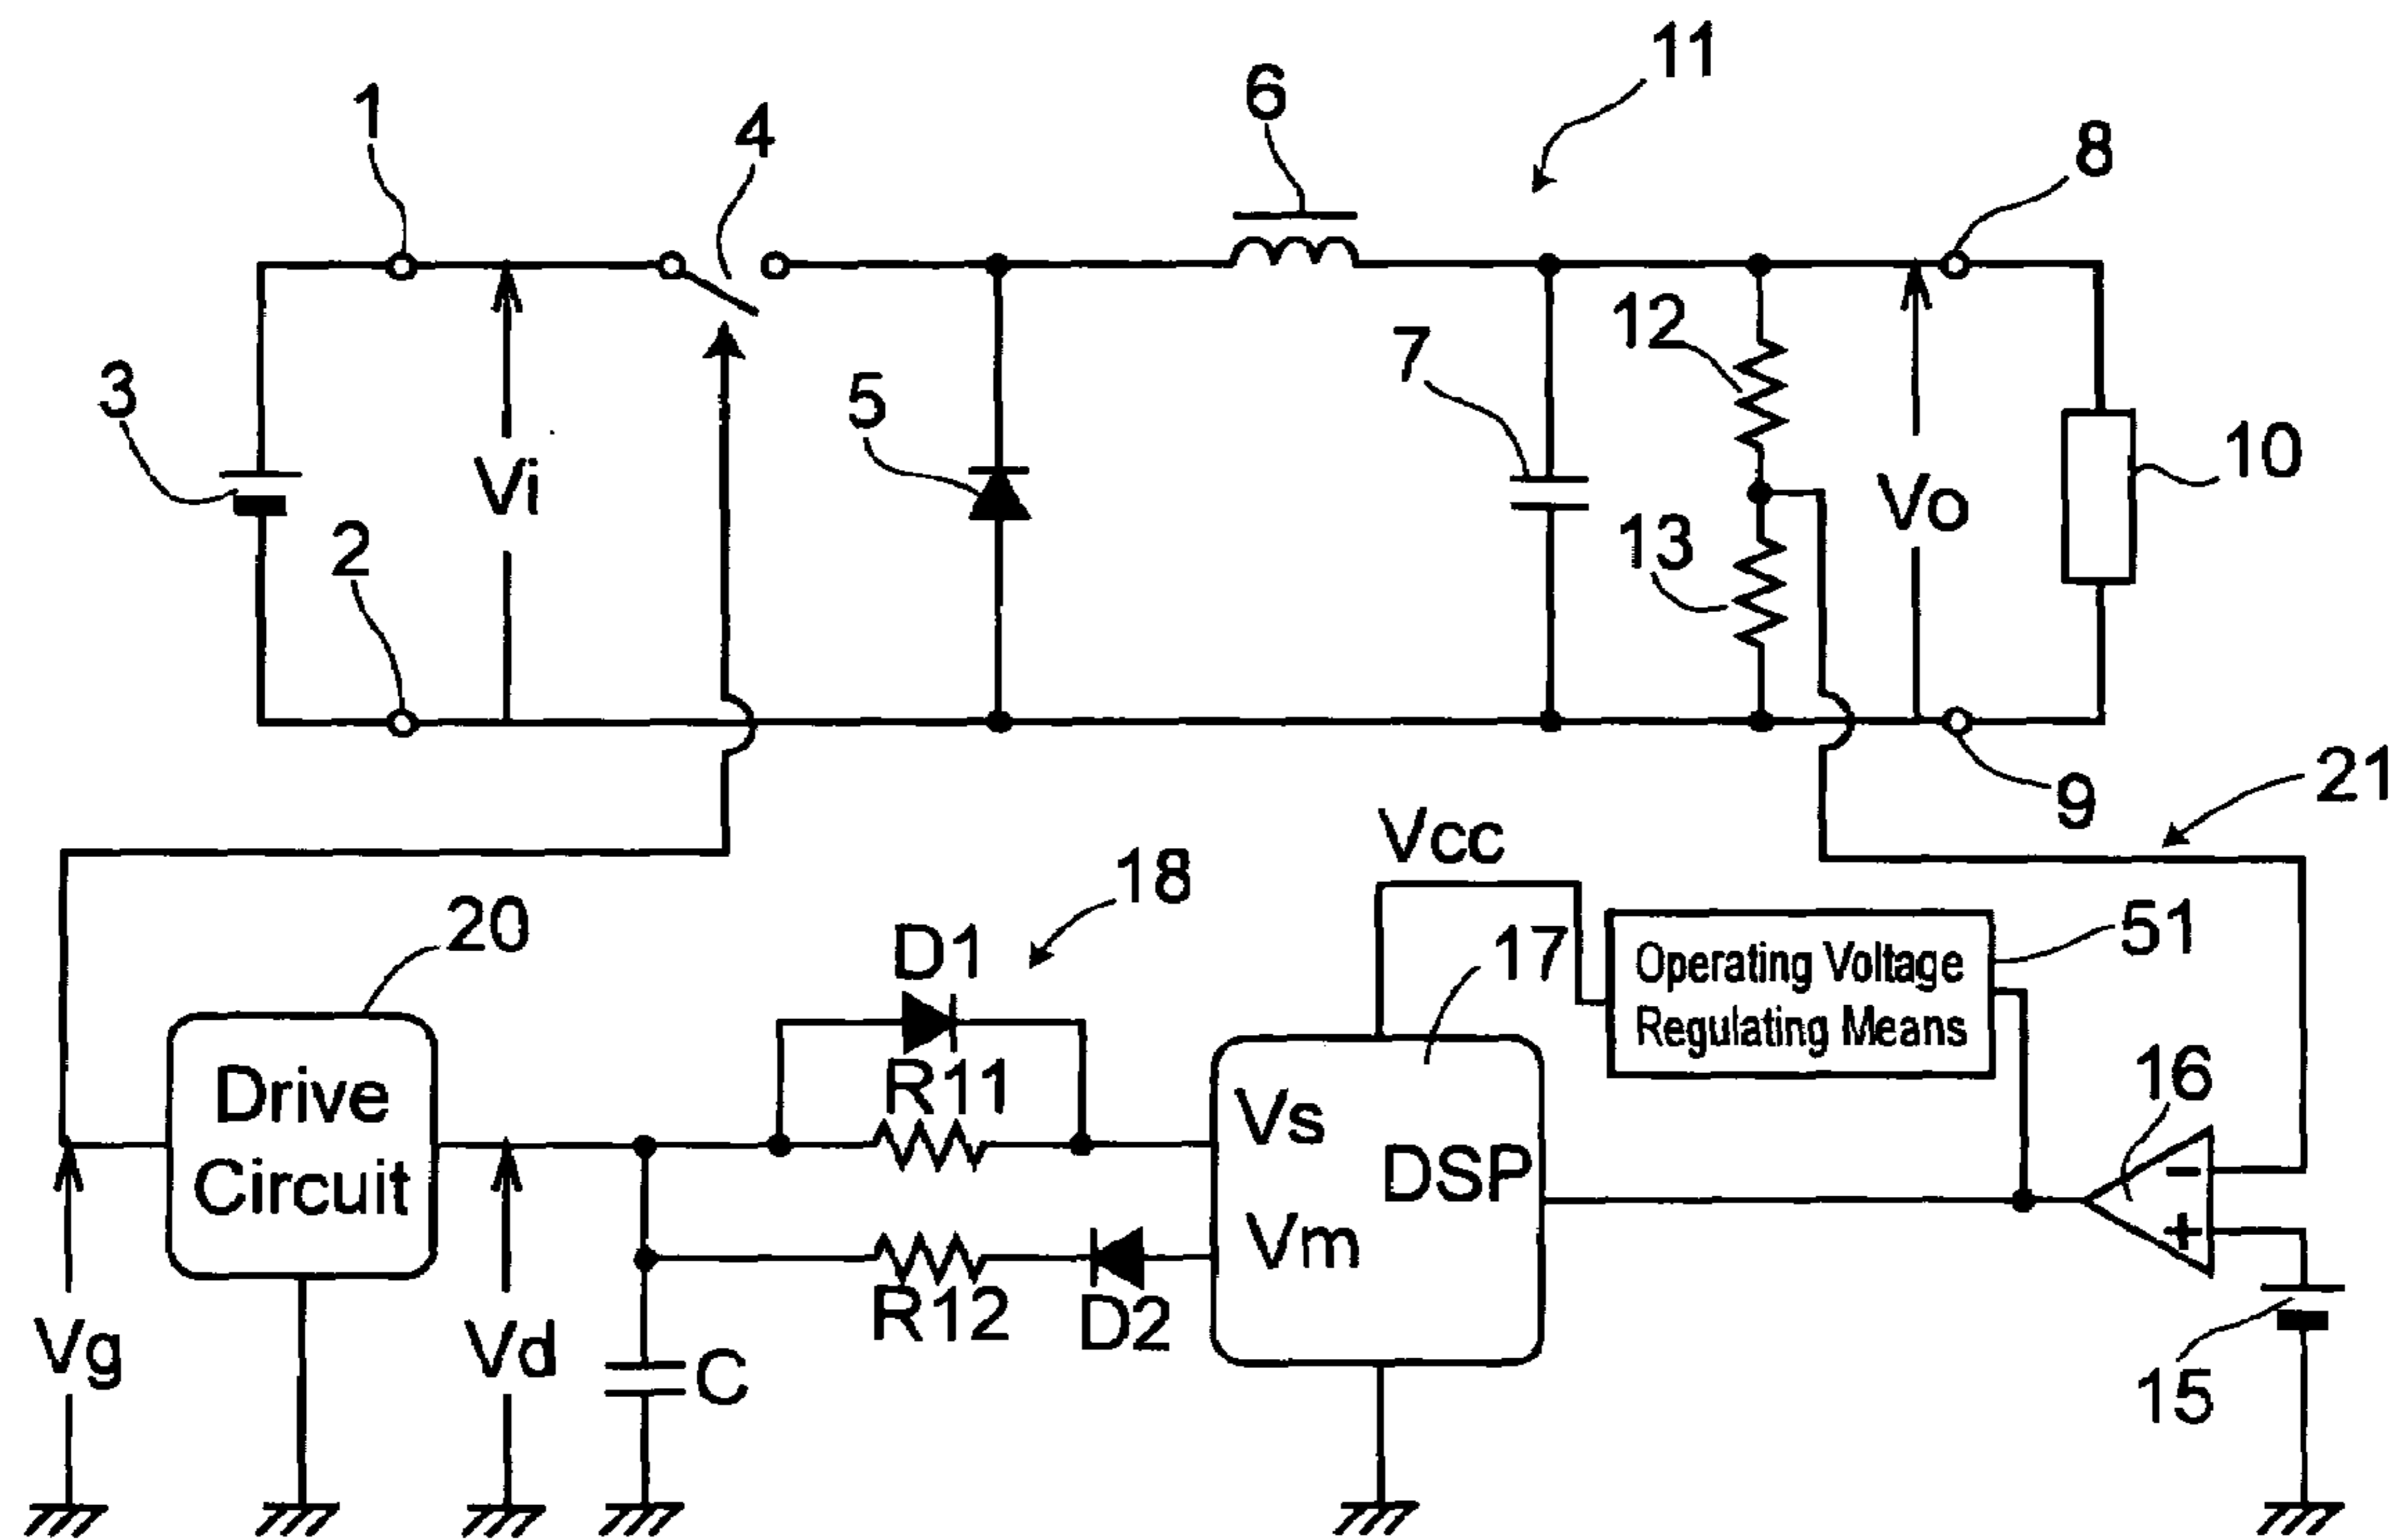 11
6
1
4
8
12
7
3
5
Vi
Vo
10
13
2
9
21
Vcc
18
20
D1
17
51
Operating Voltage
Regulating Means
R11
16
Drive
Circuit
Vs
DSP
-
+
Vm
R12
D2
Vg
Vd
C
15